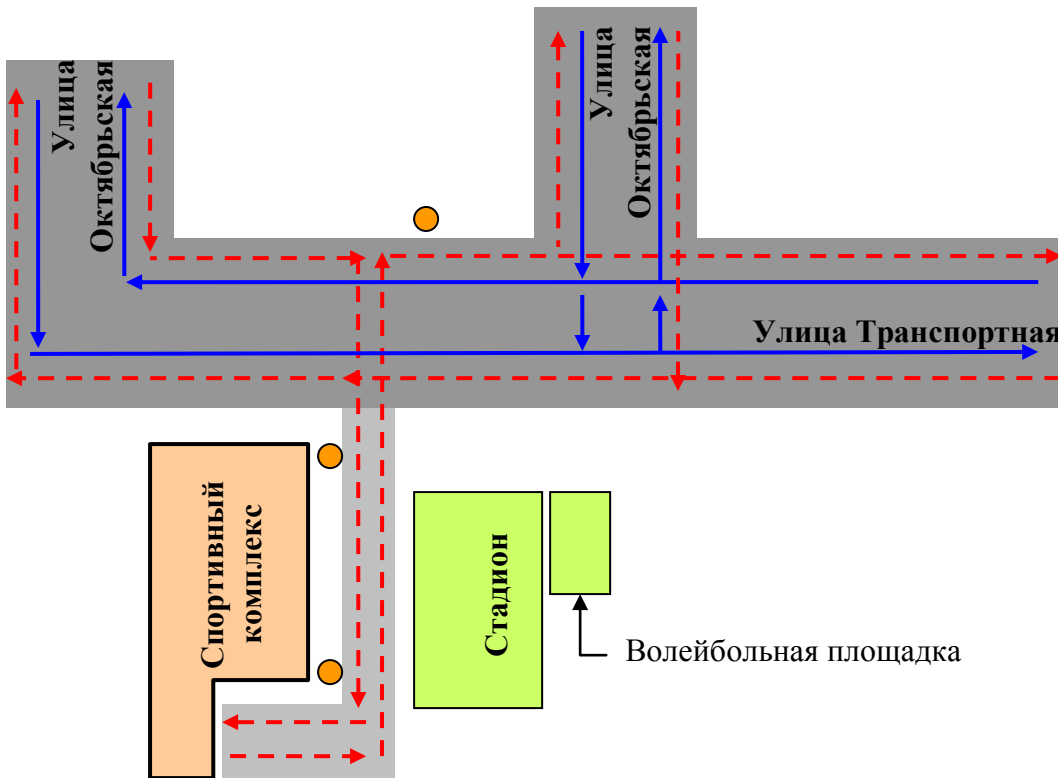 Улица
Октябрьская
Улица
Октябрьская
Улица Транспортная
Спортивный
комплекс
Стадион
Волейбольная площадка